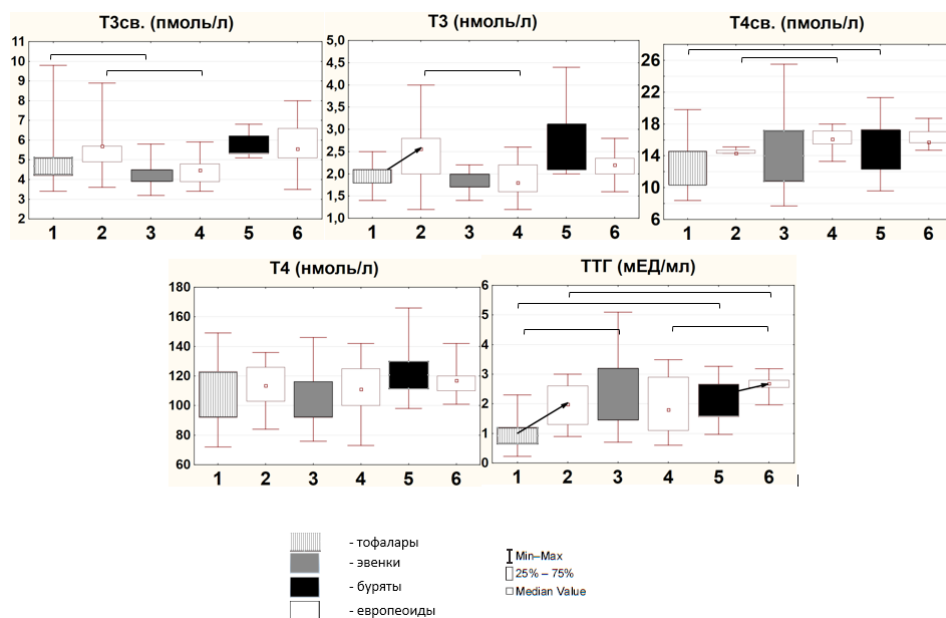 Т3св. (пмоль/л)
11
10
9
8
7
6
5
4
3
2
1 2 3 4 5 6
Т3 (нмоль/л)
5,0
4,5
4,0
3,5
3,0
2,5
2,0
1,5
1,0
1 2 3 4 5 6
Т4св. (пмоль/л)
26
22
18
14
10
6
1 2 3 4 5 6
Т4 (нмоль/л)
180
160
140
120
100
80
60
1 2 3 4 5 6
ТТГ (мЕД/мл)
6
5
4
3
2
1
0
1 2 3 4 5 6
- тофалары
- эвенки
- буряты
- европеоиды
Min–Max
25% – 75%
Median Value